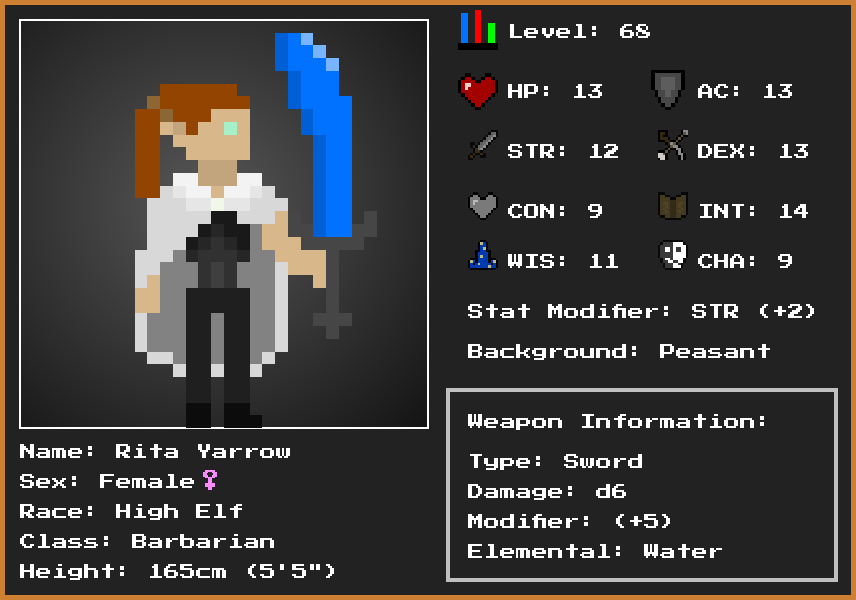 Level: 68
HP: 13
AC: 13
STR: 12
DEX: 13
CON: 9
INT: 14
WIS: 11
CHA: 9
Stat Modifier: STR (+2)
Background: Peasant
Weapon Information:
Type: Sword
Damage: d6
Modifier: (+5)
Elemental: Water
Name: Rita Yarrow
Sex: Female♀
Race: High Elf
Class: Barbarian
Height: 165cm (5'5")